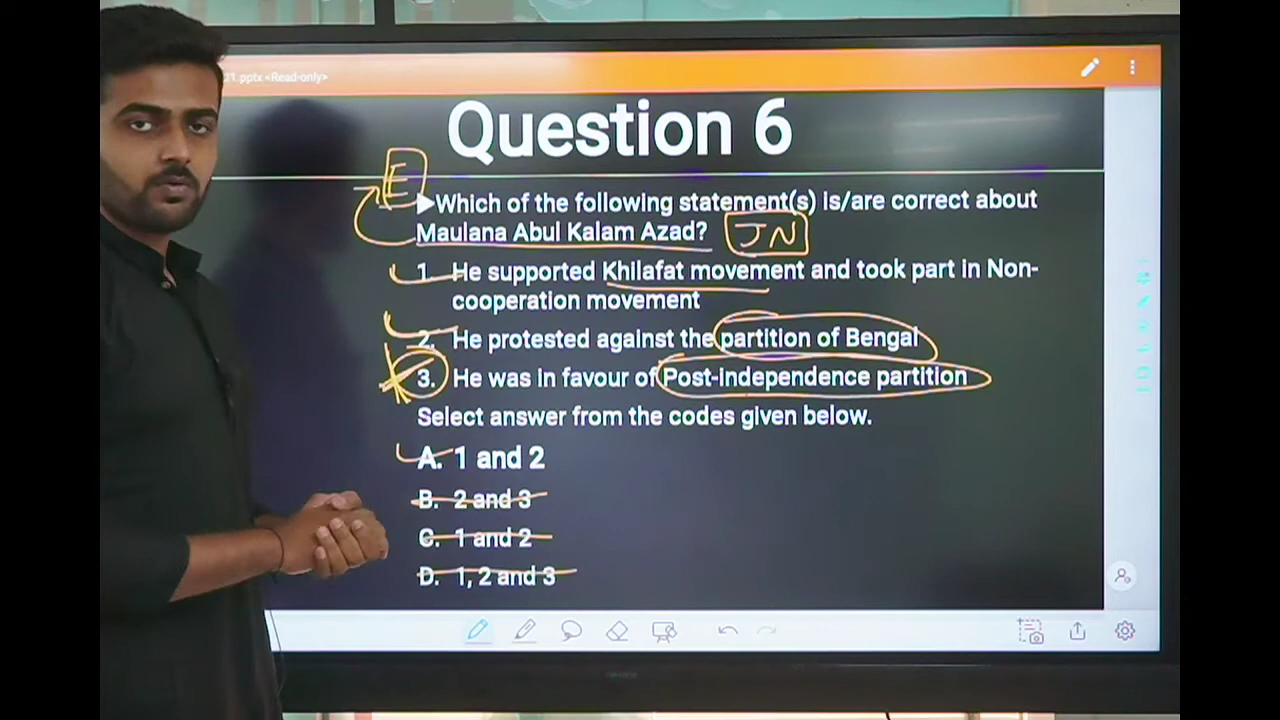 21.pptx <Read-only>
Question 6
E
►Which of the following statement(s) is/are correct about
Maulana Abul Kalam Azad? JN
1. He supported Khilafat movement and took part in Non-
cooperation movement
2. He protested against the partition of Bengal
3. He was in favour of Post-independence partition
Select answer from the codes given below.
A. 1 and 2
B. 2 and 3
C. 1 and 2
D. 1, 2 and 3